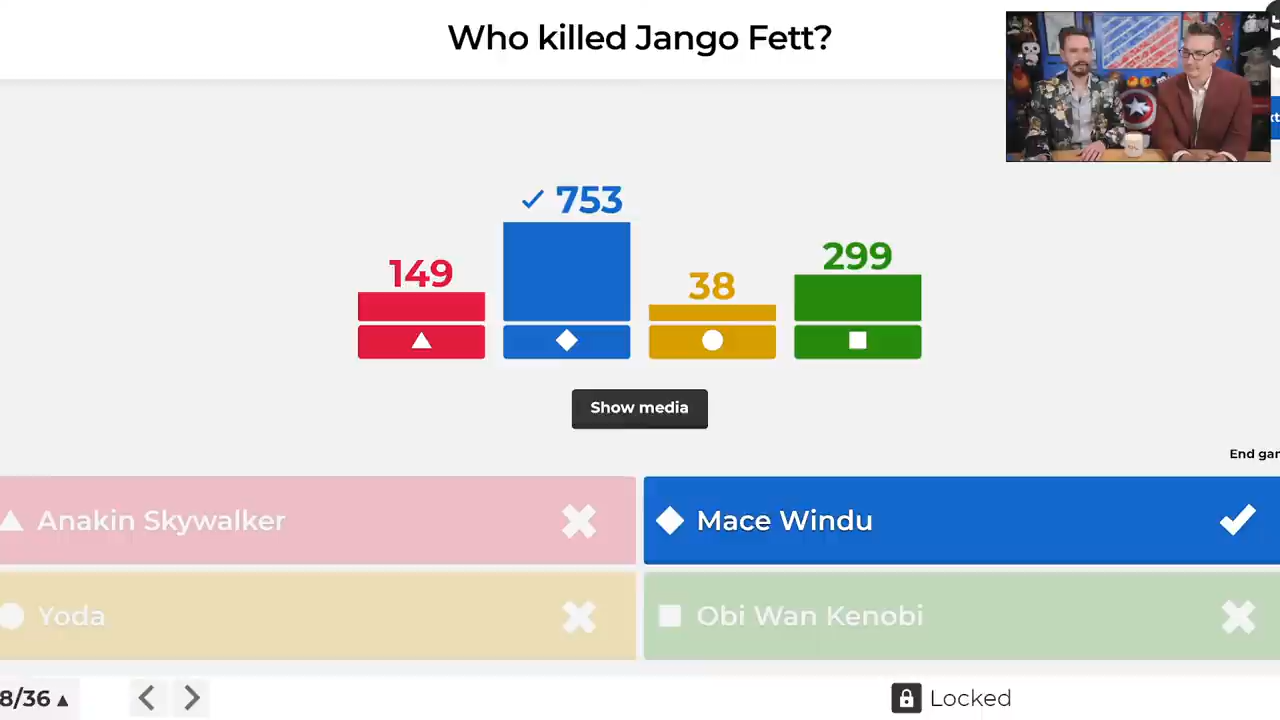 Who killed Jango Fett?
753
149
38
299
Show media
End gar
Anakin Skywalker
Mace Windu
Yoda
Obi Wan Kenobi
8/36
Locked